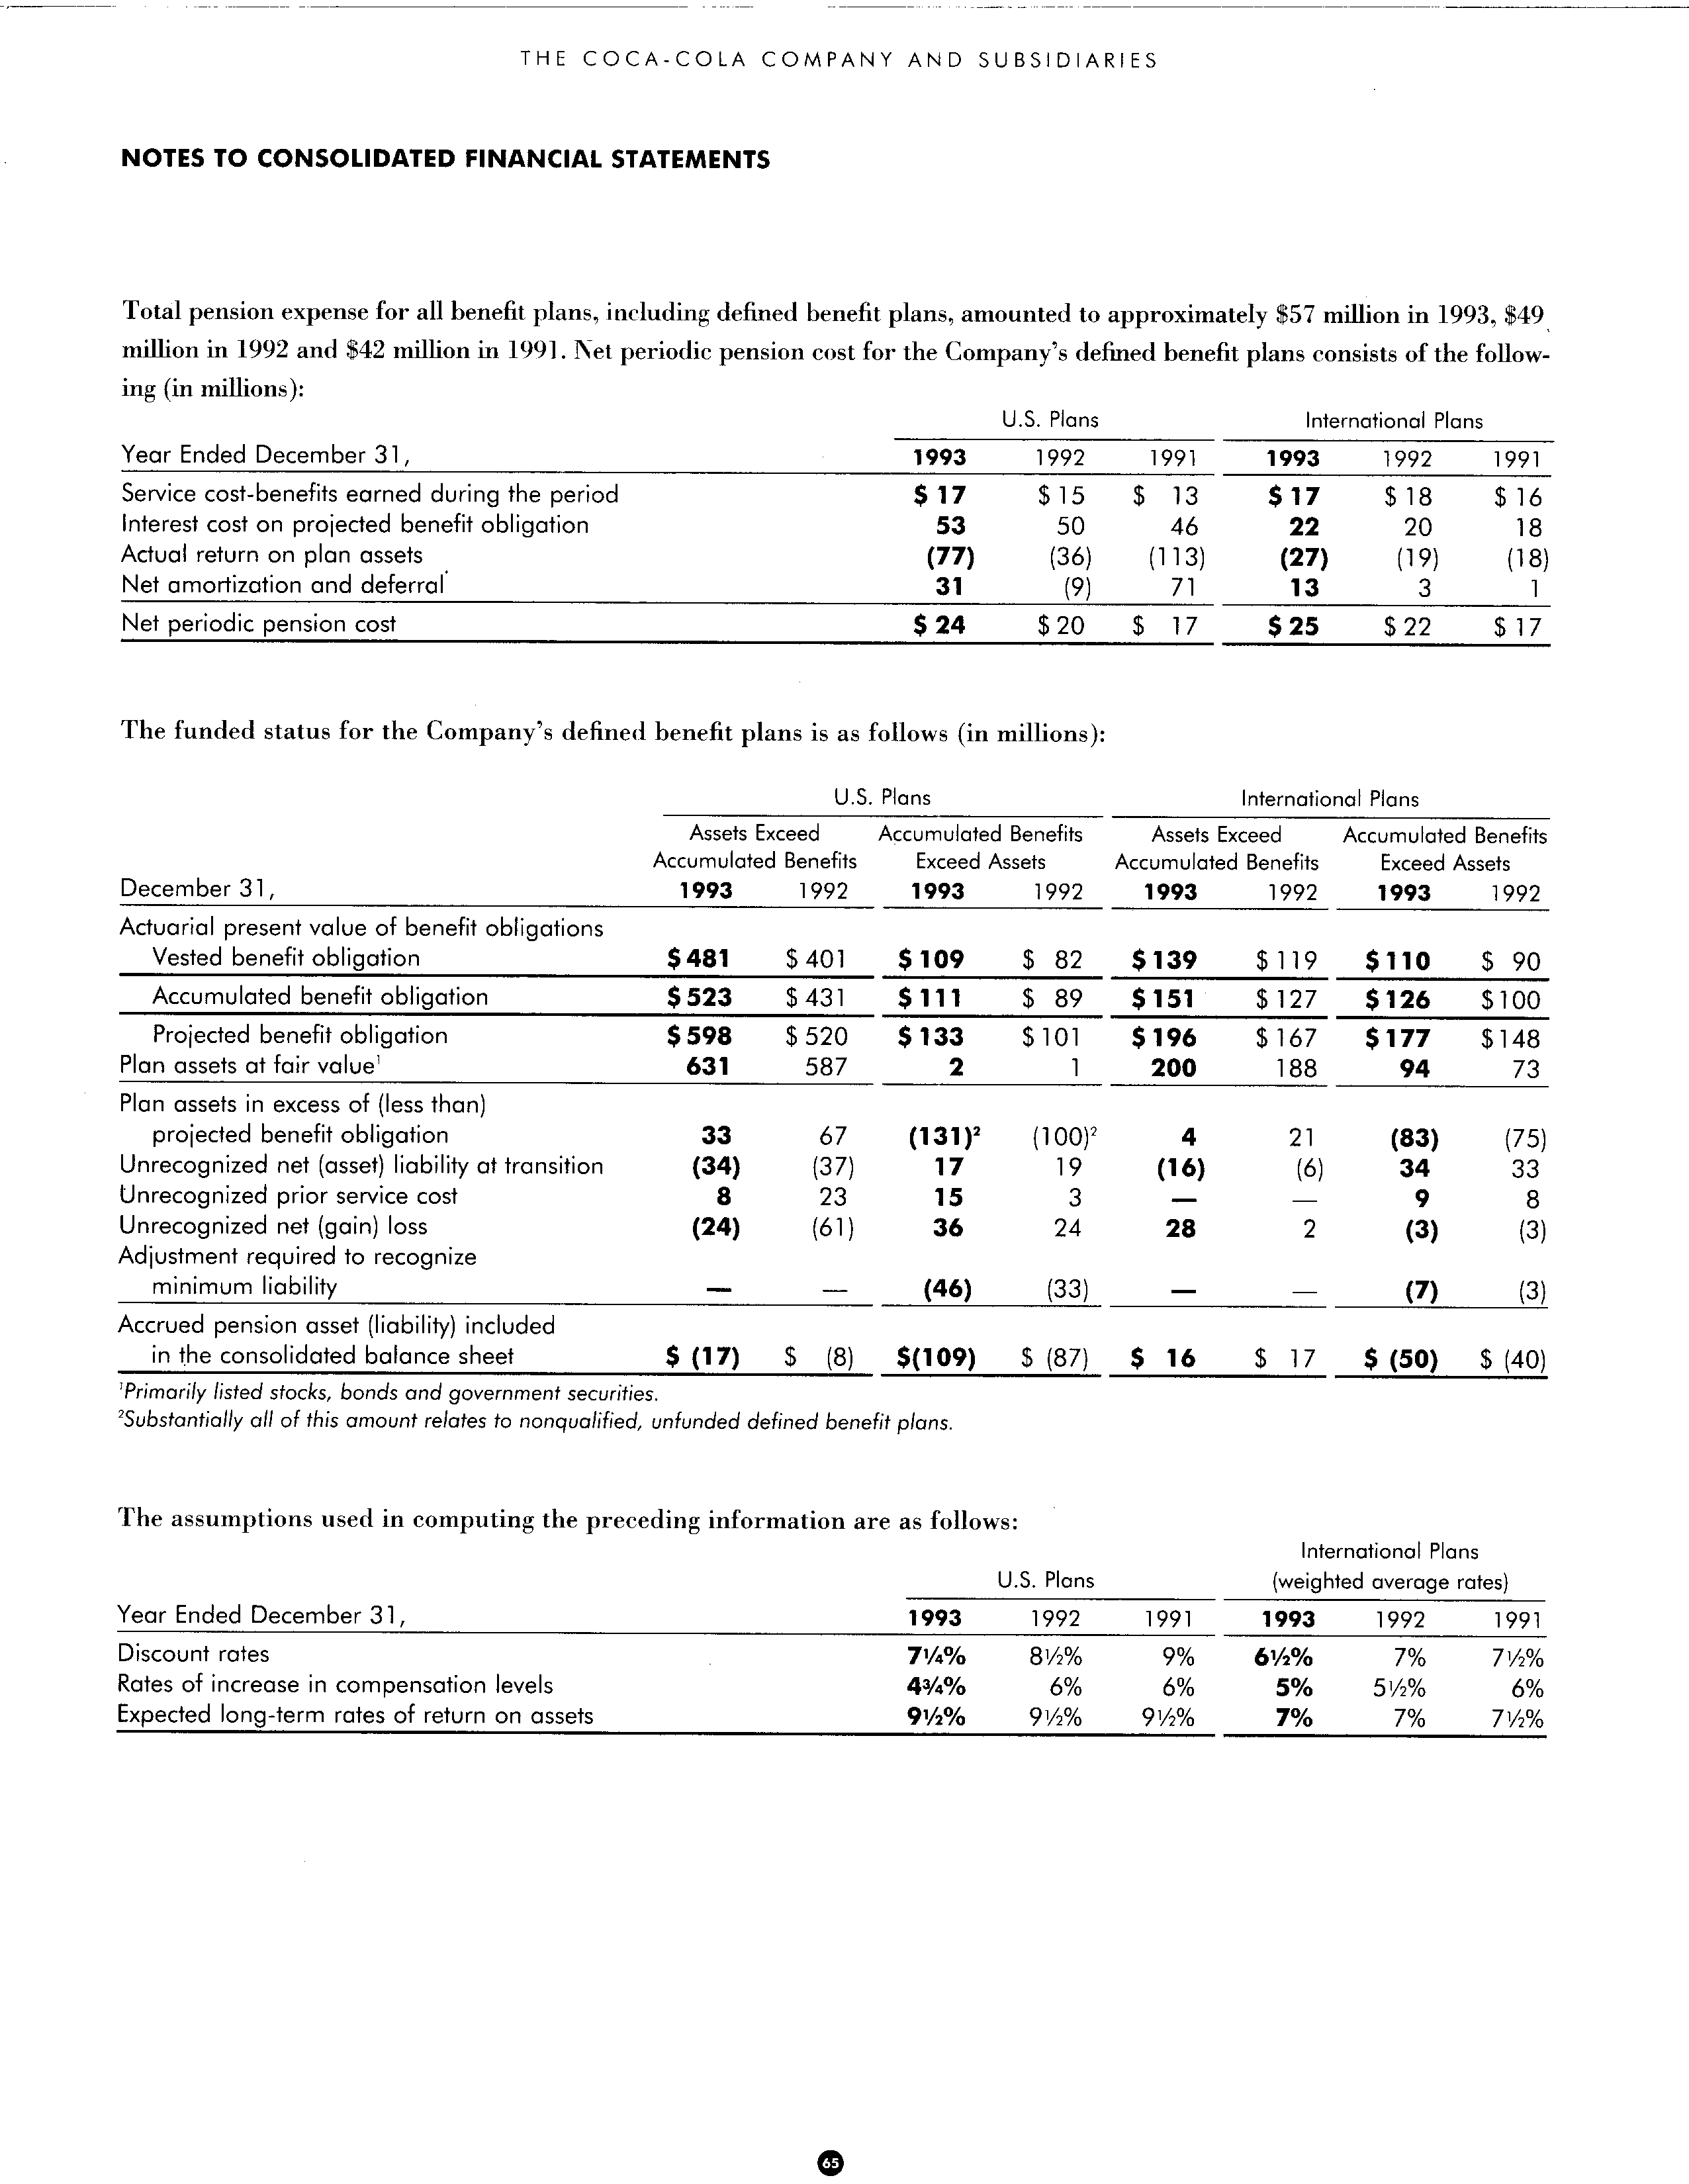 THE COCA-COLA COMPANY AND SUBSIDIARIES
NOTES TO CONSOLIDATED FINANCIAL STATEMENTS
Total pension expense for all benefit plans, including defined benefit plans, amounted to approximately $57 million in 1993, $49
million in 1992 and $42 million in 1991. Net periodic pension cost for the Company's defined benefit plans consists of the follow-
ing (in millions):
U.S. Plans International Plans
Year Ended December 31, 1993 1992 1991 1993 1992 1991
Service cost-benefits earned during the period $ 17 $ 15 $ 13 $ 17 $ 18 $ 16
Interest cost on projected benefit obligation 53 50 46 22 20 18
Actual return on plan assets (77) (36) (113) (27) (19) (18)
Net amortization and deferral 31 (9) 71 13 3 1
Net periodic pension cost $ 24 $ 20 $ 17 $ 25 $ 22 $ 17
The funded status for the Company's defined benefit plans is as follows (in millions):
U.S. Plans International Plans
Assets Exceed Accumulated Benefits Assets Exceed Accumulated Benefits
Accumulated Benefits Exceed Assets Accumulated Benefits Exceed Assets
December 31, 1993 1992 1993 1992 1993 1992 1993 1992
Actuarial present value of benefit obligations
Vested benefit obligation $ 481 $ 401 $ 109 $ 82 $ 139 $ 119 $ 110 $ 90
Accumulated benefit obligation $ 523 $ 431 $ 111 $ 89 $ 151 $ 127 $ 126 $100
Projected benefit obligation $ 598 $ 520 $ 133 $ 101 $ 196 $ 167 $ 177 $148
Plan assets at fair value¹ 631 587 2 1 200 188 94 73
Plan assets in excess of (less than)
projected benefit obligation 33 67 (131)² (100)² 4 21 (83) (75)
Unrecognized net (asset) liability at transition (34) (37) 17 19 (16) (6) 34 33
Unrecognized prior service cost 8 23 15 3 — — 9 8
Unrecognized net (gain) loss (24) (61) 36 24 28 2 (3) (3)
Adjustment required to recognize
minimum liability — — (46) (33) — — (7) (3)
Accrued pension asset (liability) included
in the consolidated balance sheet $ (17) $ (8) $(109) $ (87) $ 16 $ 17 $ (50) $ (40)
¹Primarily listed stocks, bonds and government securities.
²Substantially all of this amount relates to nonqualified, unfunded defined benefit plans.
The assumptions used in computing the preceding information are as follows:
International Plans
U.S. Plans (weighted average rates)
Year Ended December 31, 1993 1992 1991 1993 1992 1991
Discount rates 7¼% 8½% 9% 6½% 7% 7½%
Rates of increase in compensation levels 4¾% 6% 6% 5% 5½% 6%
Expected long-term rates of return on assets 9½% 9½% 9½% 7% 7% 7½%
65